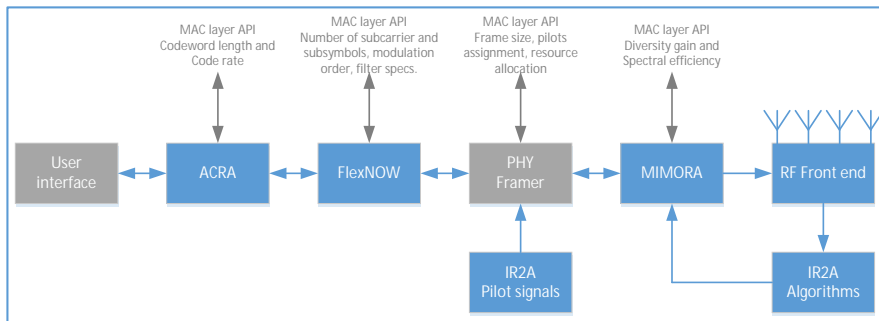 MAC layer API
Codeword length and
Code rate
MAC layer API
Number of subcarrier and
subsymbols, modulation
order, filter specs.
MAC layer API
Frame size, pilots
assignment, resource
allocation
MAC layer API
Diversity gain and
Spectral efficiency
User
interface
ACRA
FlexNOW
PHY
Framer
MIMORA
RF Front end
IR2A
Pilot signals
IR2A
Algorithms